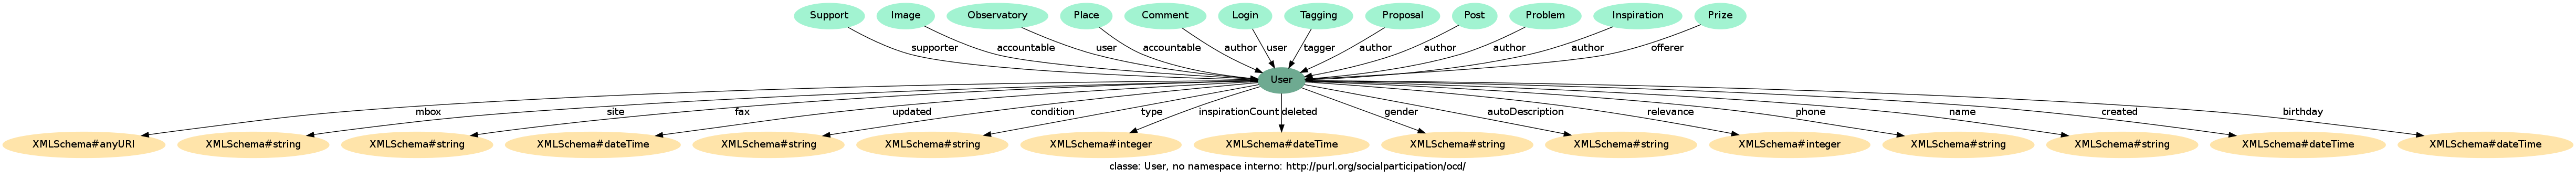 Support Image Observatory Place Comment Login Tagging Proposal Post Problem Inspiration Prize
supporter accountable user accountable author user tagger author author author author offerer
User
mbox site fax updated condition type inspirationCount deleted gender autoDescription relevance phone name created birthday
XMLSchema#anyURI XMLSchema#string XMLSchema#string XMLSchema#dateTime XMLSchema#string XMLSchema#string XMLSchema#integer XMLSchema#dateTime XMLSchema#string XMLSchema#string XMLSchema#integer XMLSchema#string XMLSchema#string XMLSchema#dateTime XMLSchema#dateTime
classe: User, no namespace interno: http://purl.org/socialparticipation/ocd/